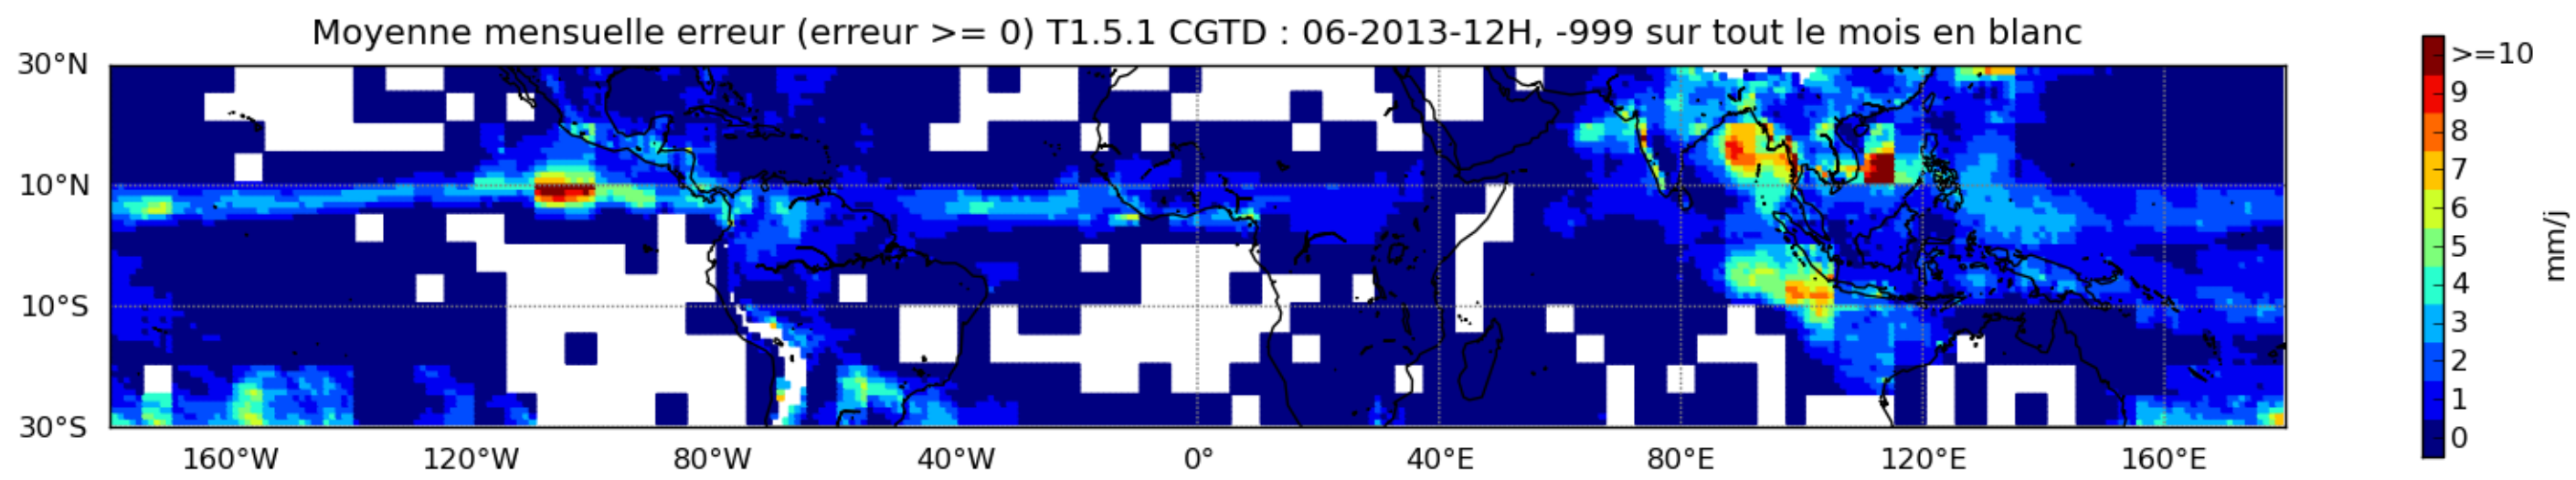 Moyenne mensuelle erreur (erreur >= 0) T1.5.1 CGTD : 06-2013-12H, -999 sur tout le mois en blanc
30°N
10°N
10°S
30°S
160°W 120°W 80°W 40°W 0° 40°E 80°E 120°E 160°E
>=10
9
8
7
6
5
4
3
2
1
0
mm/j